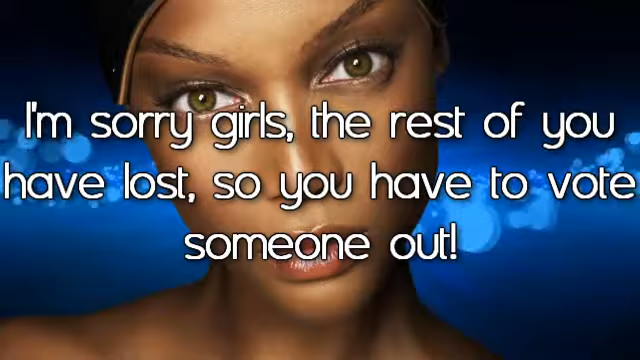 I'm sorry girls, the rest of you
have lost, so you have to vote
someone out!